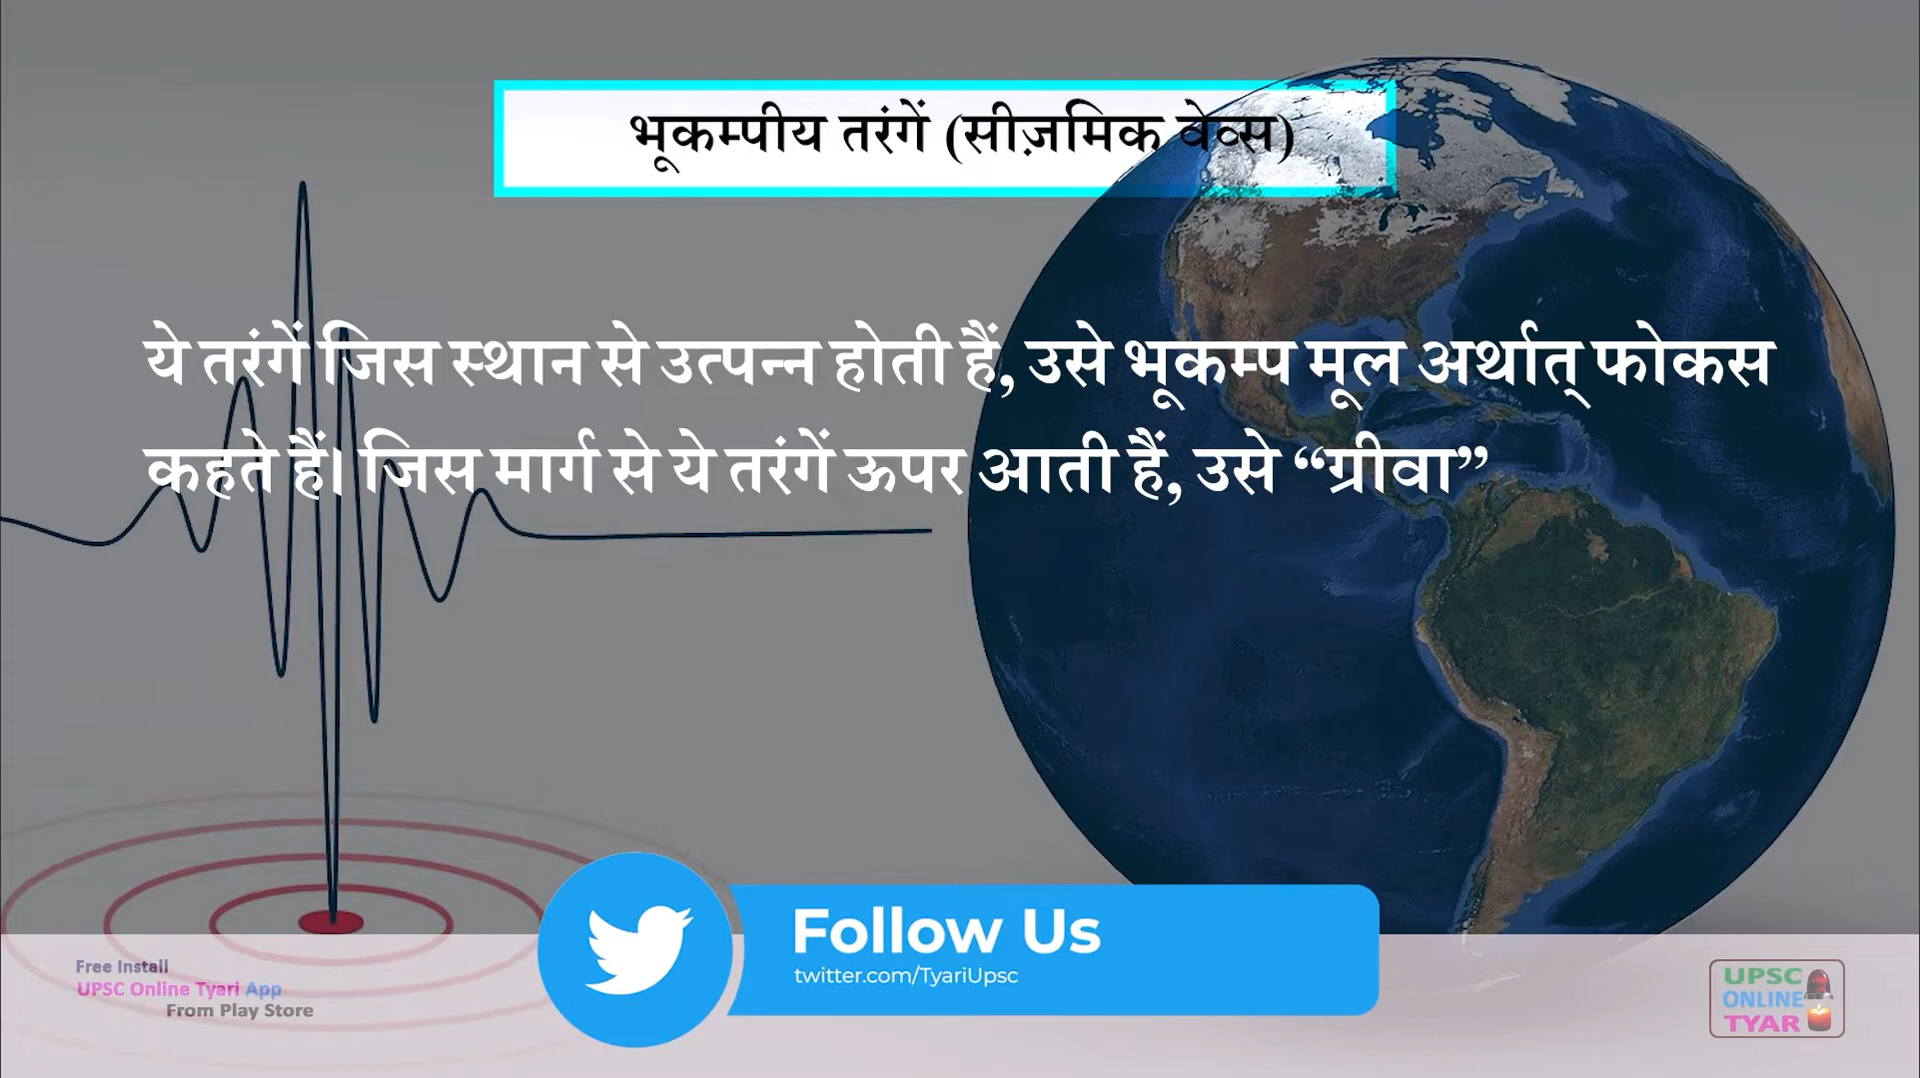 भूकम्पीय तरंगें (सीज़मिक वेव्स)
ये तरंगें जिस स्थान से उत्पन्न होती हैं, उसे भूकम्प मूल अर्थात् फोकस
कहते हैं। जिस मार्ग से ये तरंगें ऊपर आती हैं, उसे “ग्रीवा”
Follow Us
twitter.com/TyariUpsc
Free Install
UPSC Online Tyari App
From Play Store
UPSC
ONLINE
TYAR